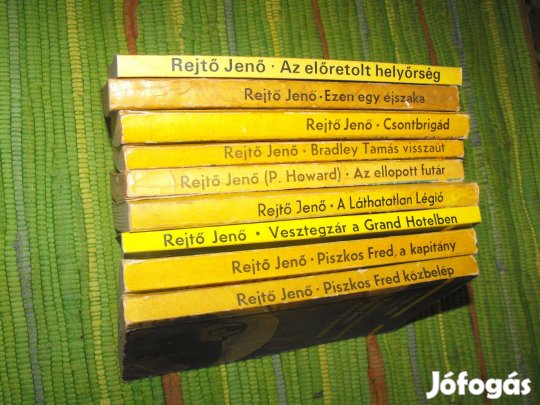 Rejtő Jenő · Az előretolt helyőrség
Rejtő Jenő · Ezen egy éjszaka
Rejtő Jenő · Csontbrigád
Rejtő Jenő · Bradley Tamás visszaüt
Rejtő Jenő (P. Howard) · Az ellopott futár
Rejtő Jenő · A Láthatatlan Légió
Rejtő Jenő · Vesztegzár a Grand Hotelben
Rejtő Jenő · Piszkos Fred, a kapitány
Rejtő Jenő · Piszkos Fred közbelép
Jófogás